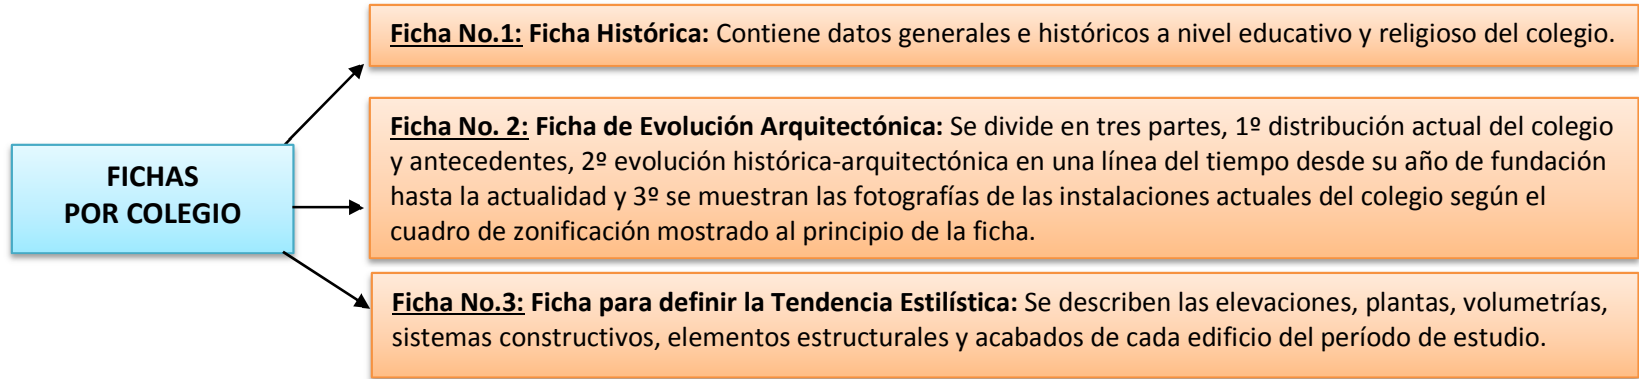 Ficha No.1: Ficha Histórica: Contiene datos generales e históricos a nivel educativo y religioso del colegio.
Ficha No. 2: Ficha de Evolución Arquitectónica: Se divide en tres partes, 1º distribución actual del colegio
y antecedentes, 2º evolución histórica-arquitectónica en una línea del tiempo desde su año de fundación
hasta la actualidad y 3º se muestran las fotografías de las instalaciones actuales del colegio según el
cuadro de zonificación mostrado al principio de la ficha.
FICHAS
POR COLEGIO
Ficha No.3: Ficha para definir la Tendencia Estilística: Se describen las elevaciones, plantas, volumetrías,
sistemas constructivos, elementos estructurales y acabados de cada edificio del período de estudio.